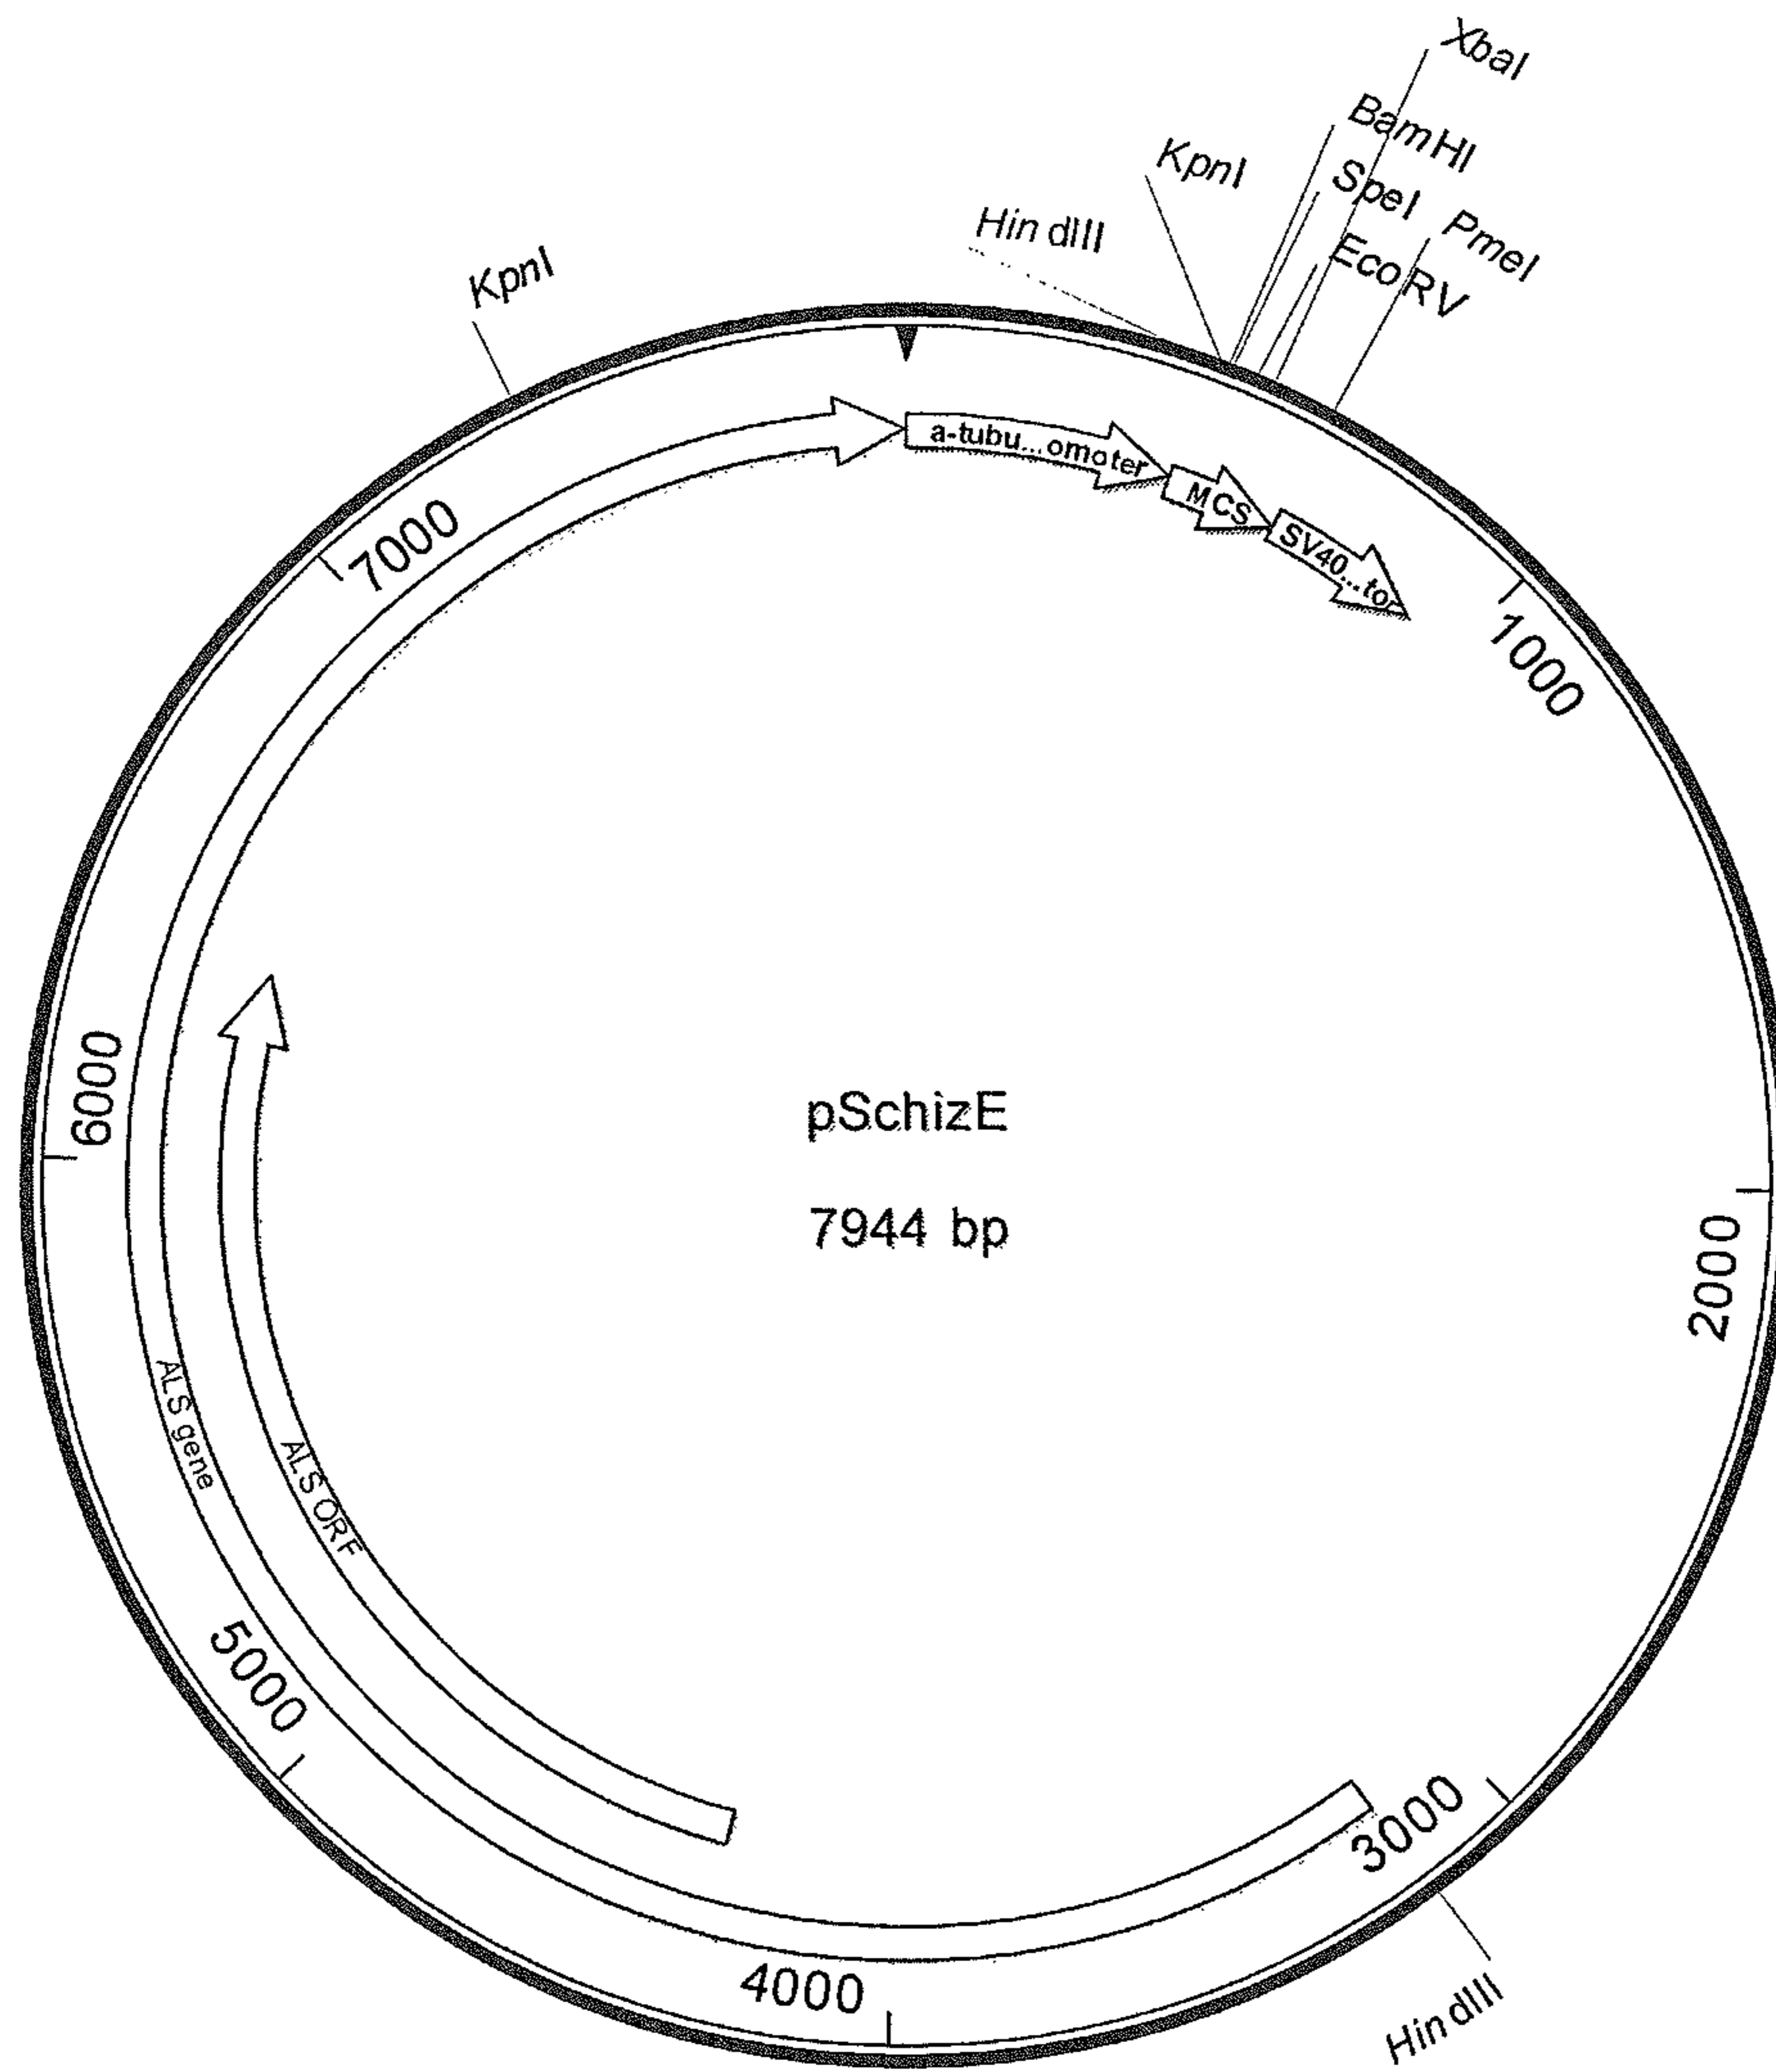 XbaI
BamHI
KpnI
SpeI
PmeI
HindIII
EcoRV
KpnI
a-tubu...omoter
MCS
SV40...to
7000
1000
6000
pSchizE
7944 bp
2000
ALS gene
ALS ORF
5000
3000
4000
HindIII